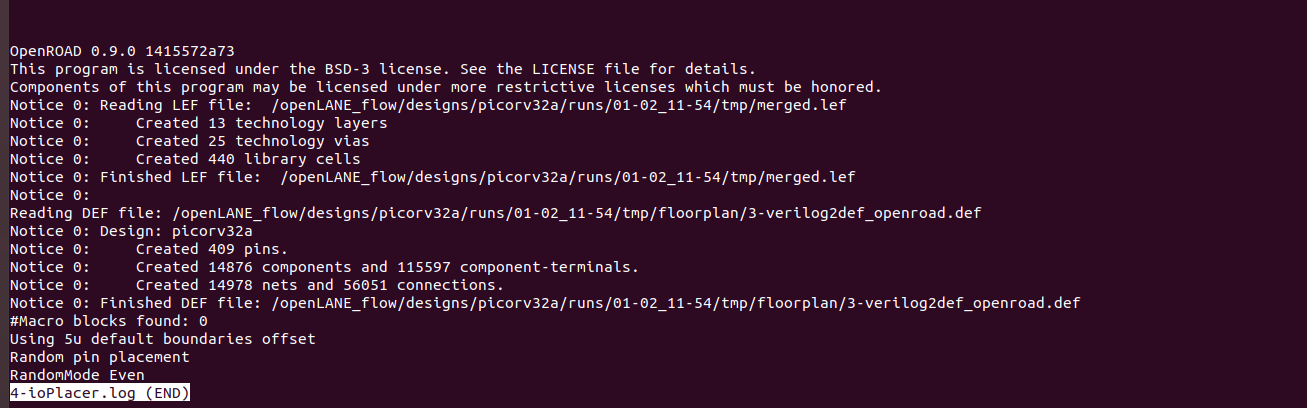 OpenROAD 0.9.0 1415572a73
This program is licensed under the BSD-3 license. See the LICENSE file for details.
Components of this program may be licensed under more restrictive licenses which must be honored.
Notice 0: Reading LEF file:  /openLANE_flow/designs/picorv32a/runs/01-02_11-54/tmp/merged.lef
Notice 0:     Created 13 technology layers
Notice 0:     Created 25 technology vias
Notice 0:     Created 440 library cells
Notice 0: Finished LEF file:  /openLANE_flow/designs/picorv32a/runs/01-02_11-54/tmp/merged.lef
Notice 0:
Reading DEF file: /openLANE_flow/designs/picorv32a/runs/01-02_11-54/tmp/floorplan/3-verilog2def_openroad.def
Notice 0: Design: picorv32a
Notice 0:     Created 409 pins.
Notice 0:     Created 14876 components and 115597 component-terminals.
Notice 0:     Created 14978 nets and 56051 connections.
Notice 0: Finished DEF file: /openLANE_flow/designs/picorv32a/runs/01-02_11-54/tmp/floorplan/3-verilog2def_openroad.def
#Macro blocks found: 0
Using 5u default boundaries offset
Random pin placement
RandomMode Even
4-ioPlacer.log (END)